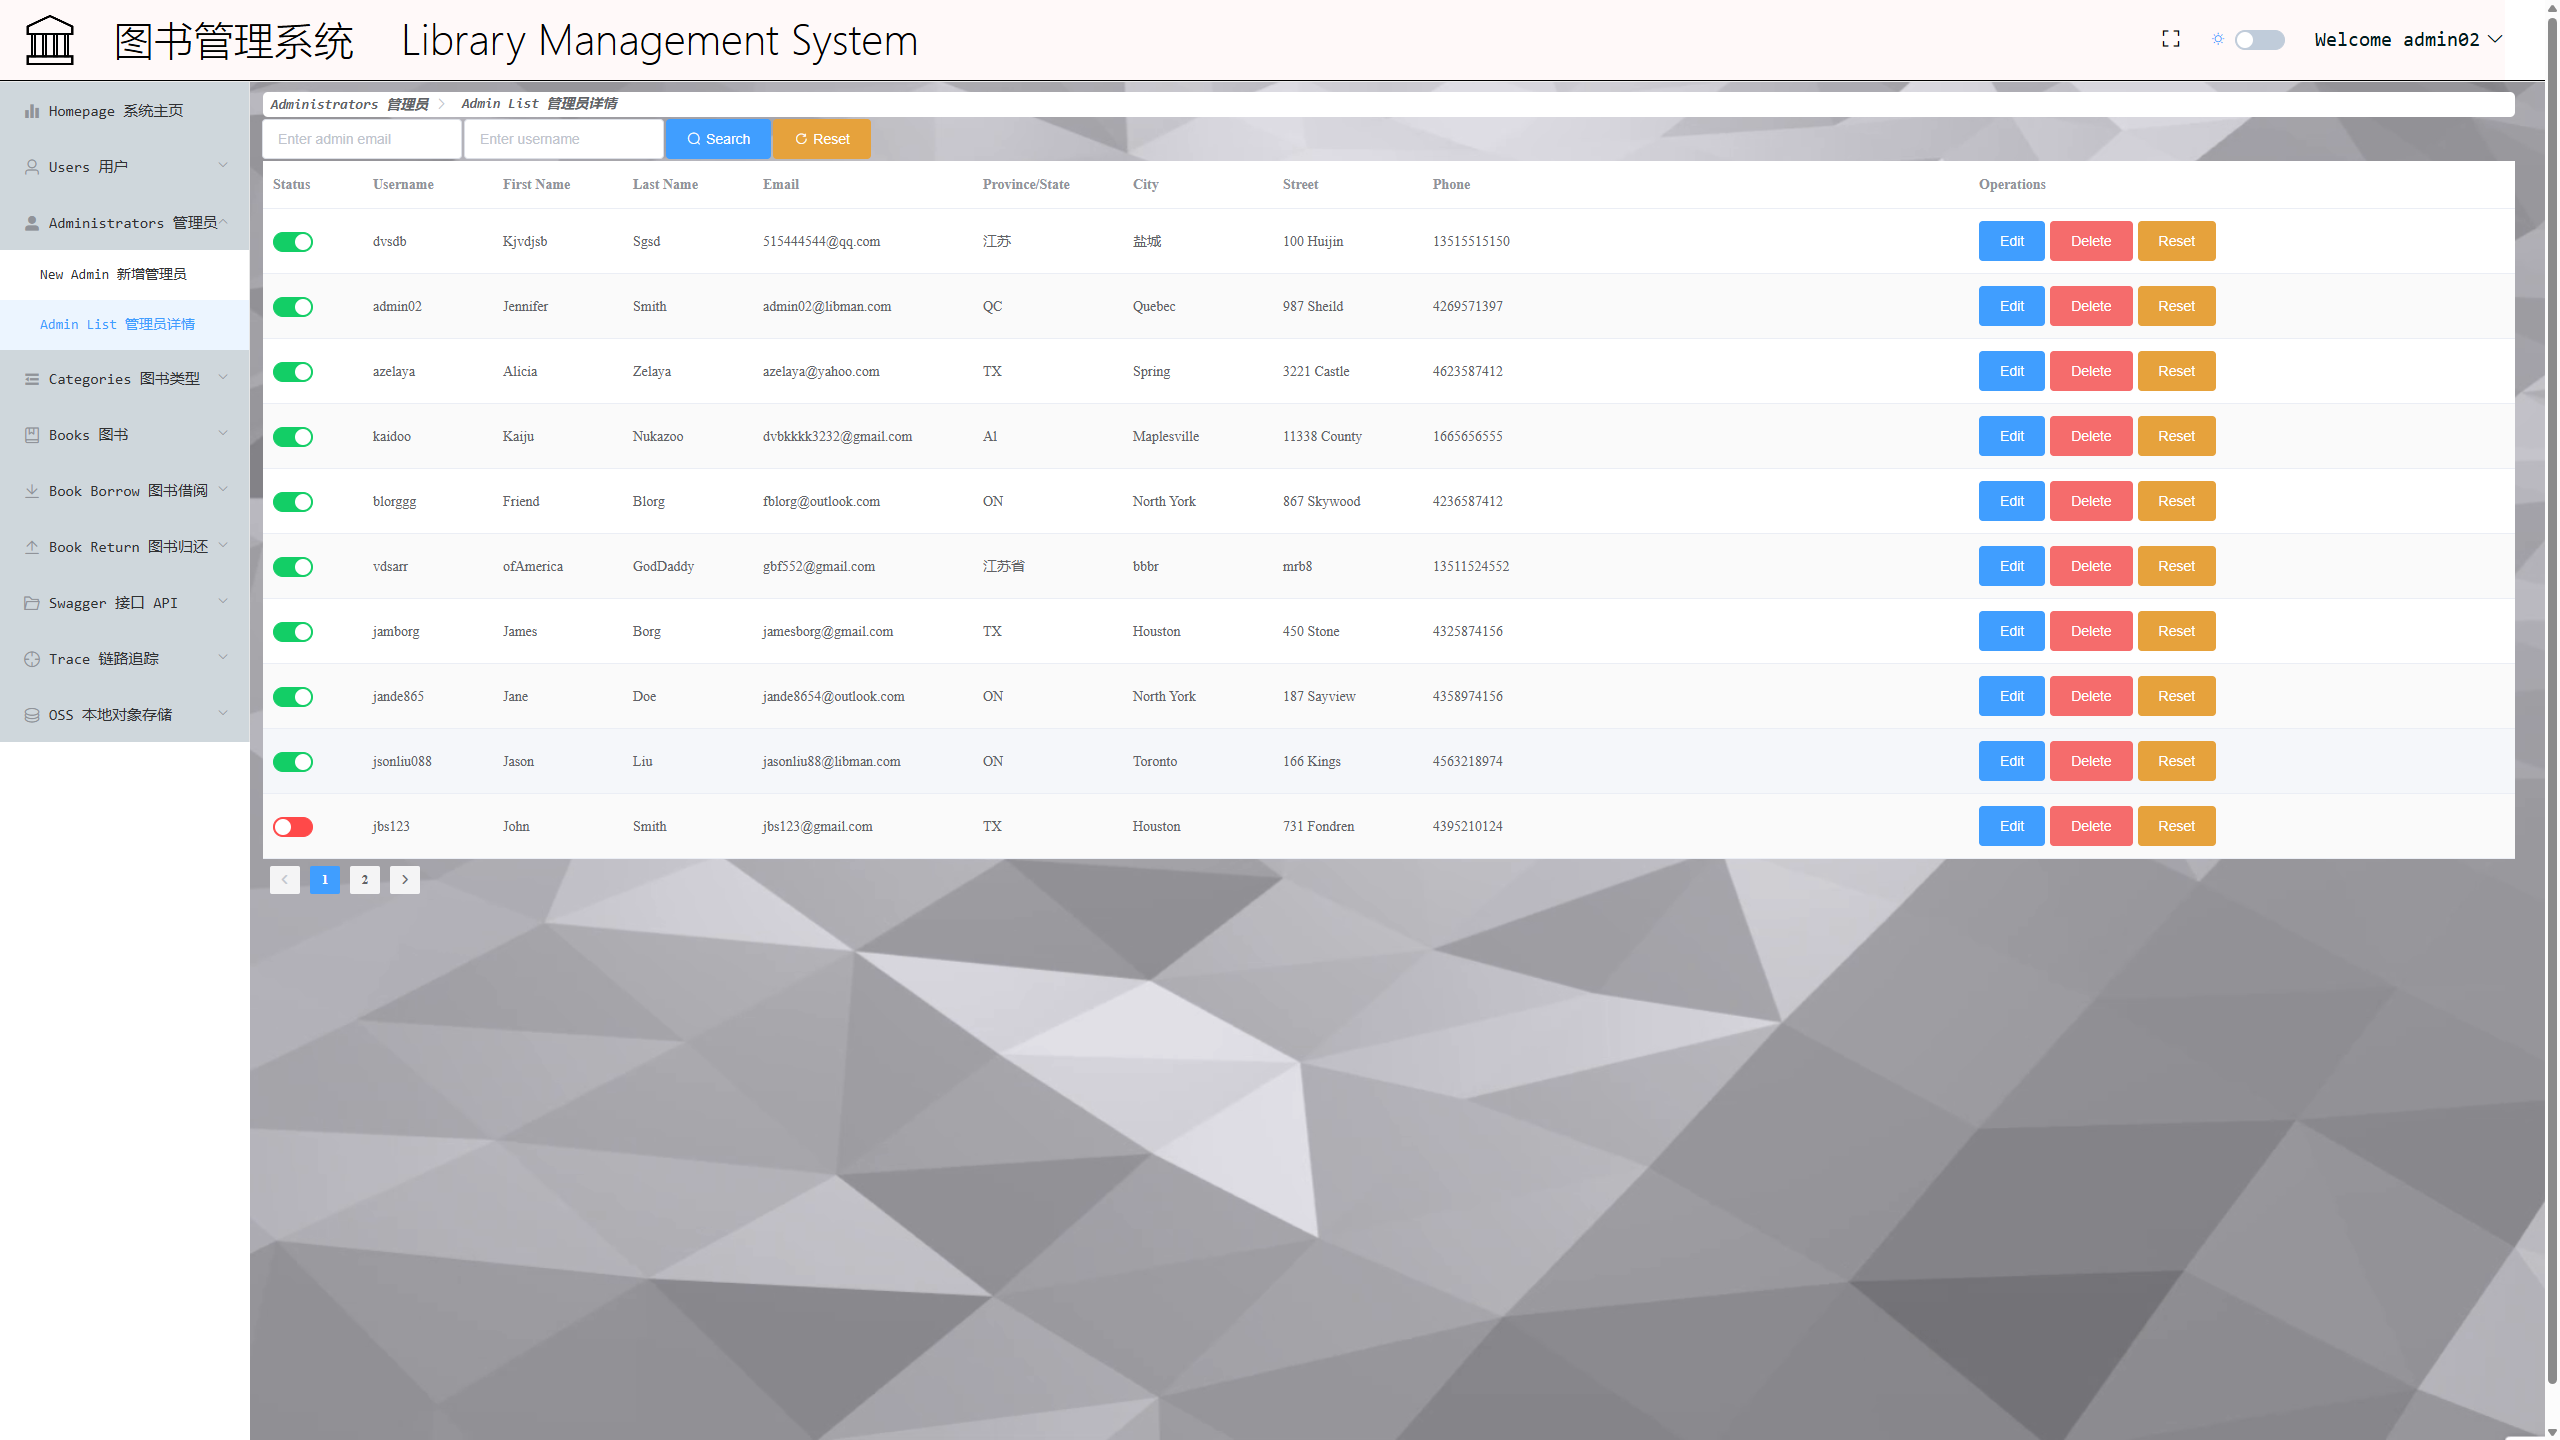 图书管理系统 Library Management System
Welcome admin02
Homepage 系统主页
Users 用户
Administrators 管理员
New Admin 新增管理员
Admin List 管理员详情
Categories 图书类型
Books 图书
Book Borrow 图书借阅
Book Return 图书归还
Swagger 接口 API
Trace 链路追踪
OSS 本地对象存储
Administrators 管理员 Admin List 管理员详情
Enter admin email Enter username Search Reset
Status Username First Name Last Name Email Province/State City Street Phone Operations
dvsdb Kjvdjsb Sgsd 515444544@qq.com 江苏 盐城 100 Huijin 13515515150 Edit Delete Reset
admin02 Jennifer Smith admin02@libman.com QC Quebec 987 Sheild 4269571397 Edit Delete Reset
azelaya Alicia Zelaya azelaya@yahoo.com TX Spring 3221 Castle 4623587412 Edit Delete Reset
kaidoo Kaiju Nukazoo dvbkkkk3232@gmail.com Al Maplesville 11338 County 1665656555 Edit Delete Reset
blorggg Friend Blorg fblorg@outlook.com ON North York 867 Skywood 4236587412 Edit Delete Reset
vdsarr ofAmerica GodDaddy gbf552@gmail.com 江苏省 bbbr mrb8 13511524552 Edit Delete Reset
jamborg James Borg jamesborg@gmail.com TX Houston 450 Stone 4325874156 Edit Delete Reset
jande865 Jane Doe jande8654@outlook.com ON North York 187 Sayview 4358974156 Edit Delete Reset
jsonliu088 Jason Liu jasonliu88@libman.com ON Toronto 166 Kings 4563218974 Edit Delete Reset
jbs123 John Smith jbs123@gmail.com TX Houston 731 Fondren 4395210124 Edit Delete Reset
1 2